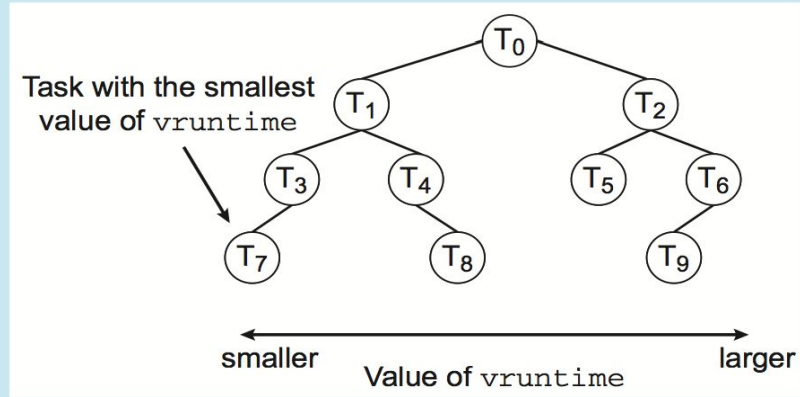 T0
Task with the smallest
value of vruntime
T1
T2
T3
T4
T5
T6
T7
T8
T9
smaller
larger
Value of vruntime